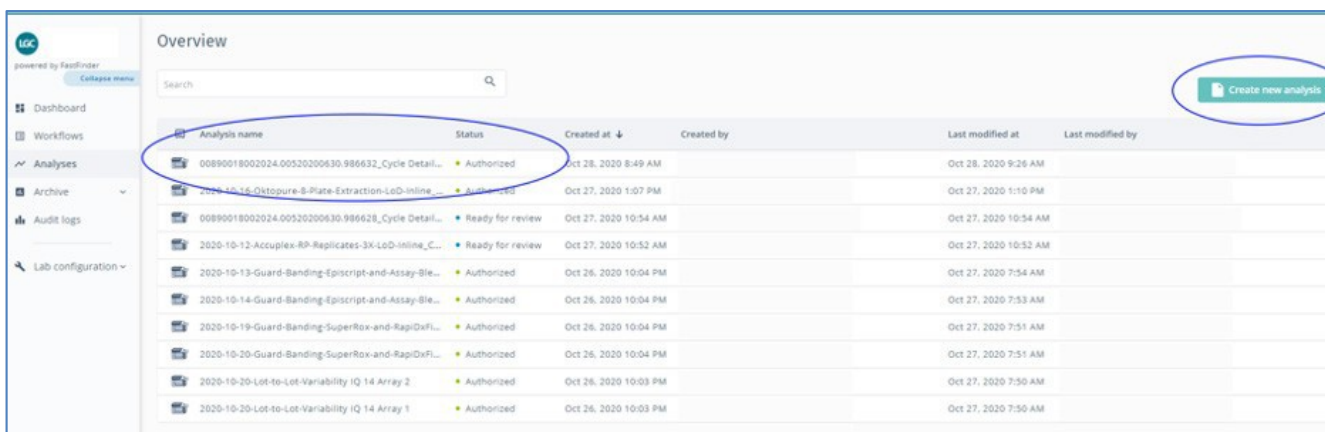 LGC
powered by FastFinder
Collapse menu
Dashboard
Workflows
Analyses
Archive
Audit logs
Lab configuration
Overview
Search
Create new analysis
Analysis name Status Created at ↓ Created by Last modified at Last modified by
00890018002024.00520200630.986632_Cycle Detail... Authorized Oct 28, 2020 8:49 AM Oct 28, 2020 9:26 AM
2020-10-16-Oktopure-8-Plate-Extraction-LoD-Inline_... Authorized Oct 27, 2020 1:07 PM Oct 27, 2020 1:10 PM
00890018002024.00520200630.986628_Cycle Detail... Ready for review Oct 27, 2020 10:54 AM Oct 27, 2020 10:54 AM
2020-10-12-Accuplex-RP-Replicates-3X-LoD-Inline_C... Ready for review Oct 27, 2020 10:52 AM Oct 27, 2020 10:52 AM
2020-10-13-Guard-Banding-Episcript-and-Assay-Ble... Authorized Oct 26, 2020 10:04 PM Oct 27, 2020 7:54 AM
2020-10-14-Guard-Banding-Episcript-and-Assay-Ble... Authorized Oct 26, 2020 10:04 PM Oct 27, 2020 7:53 AM
2020-10-19-Guard-Banding-SuperRox-and-RapiDxFi... Authorized Oct 26, 2020 10:04 PM Oct 27, 2020 7:51 AM
2020-10-20-Guard-Banding-SuperRox-and-RapiDxFi... Authorized Oct 26, 2020 10:04 PM Oct 27, 2020 7:51 AM
2020-10-20-Lot-to-Lot-Variability IQ 14 Array 2 Authorized Oct 26, 2020 10:03 PM Oct 27, 2020 7:50 AM
2020-10-20-Lot-to-Lot-Variability IQ 14 Array 1 Authorized Oct 26, 2020 10:03 PM Oct 27, 2020 7:50 AM